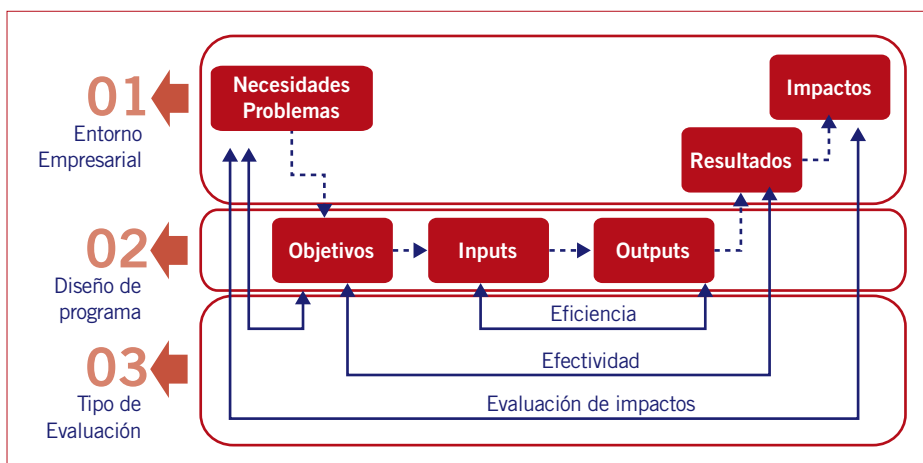 01
Entorno
Empresarial
Necesidades
Problemas
Impactos
Resultados
02
Diseño de
programa
Objetivos
Inputs
Outputs
03
Tipo de
Evaluación
Eficiencia
Efectividad
Evaluación de impactos